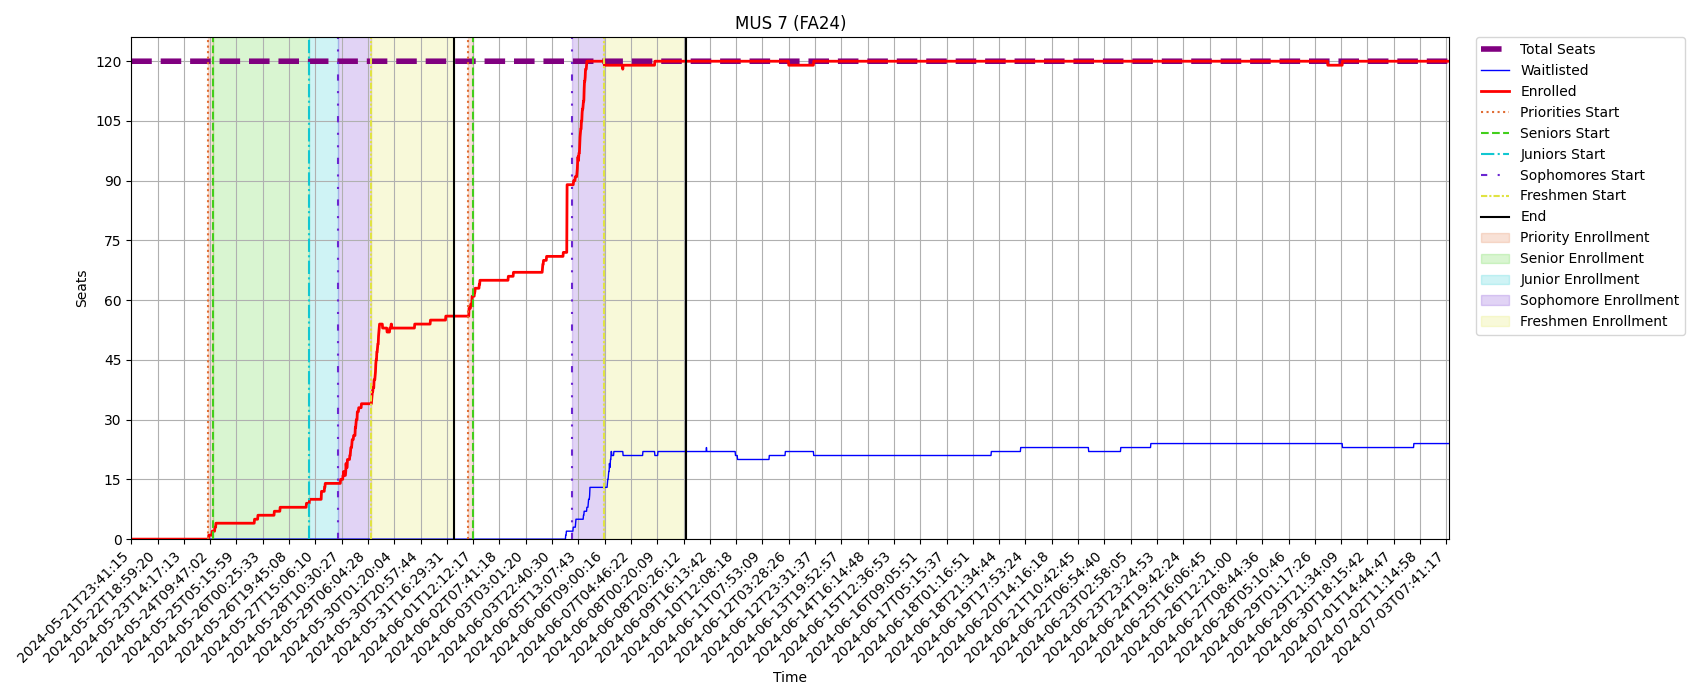 MUS 7 (FA24)
Total Seats
Waitlisted
Enrolled
Priorities Start
Seniors Start
Juniors Start
Sophomores Start
Freshmen Start
End
Priority Enrollment
Senior Enrollment
Junior Enrollment
Sophomore Enrollment
Freshmen Enrollment
Seats
120
105
90
75
60
45
30
15
0
2024-05-21T23:41:15
2024-05-22T18:59:20
2024-05-23T14:17:13
2024-05-24T09:47:02
2024-05-25T05:15:59
2024-05-26T00:25:33
2024-05-26T19:45:08
2024-05-27T15:06:10
2024-05-28T10:30:27
2024-05-29T06:04:28
2024-05-30T01:20:04
2024-05-30T20:57:44
2024-05-31T16:29:31
2024-06-01T12:12:17
2024-06-02T07:41:18
2024-06-03T03:01:20
2024-06-03T22:40:30
2024-06-05T13:07:43
2024-06-06T09:00:16
2024-06-07T04:46:22
2024-06-08T00:20:09
2024-06-08T20:26:12
2024-06-09T16:13:42
2024-06-10T12:08:18
2024-06-11T07:53:09
2024-06-12T03:28:26
2024-06-12T23:31:37
2024-06-13T19:52:57
2024-06-14T16:14:48
2024-06-15T12:36:53
2024-06-16T09:05:51
2024-06-17T05:15:37
2024-06-18T01:16:51
2024-06-18T21:34:44
2024-06-19T17:53:24
2024-06-20T14:16:18
2024-06-21T10:42:45
2024-06-22T06:54:40
2024-06-23T02:58:05
2024-06-23T23:24:53
2024-06-24T19:42:24
2024-06-25T16:06:45
2024-06-26T12:21:00
2024-06-27T08:44:36
2024-06-28T05:10:46
2024-06-29T01:17:26
2024-06-29T21:34:09
2024-06-30T18:15:42
2024-07-01T14:44:47
2024-07-02T11:14:58
2024-07-03T07:41:17
Time